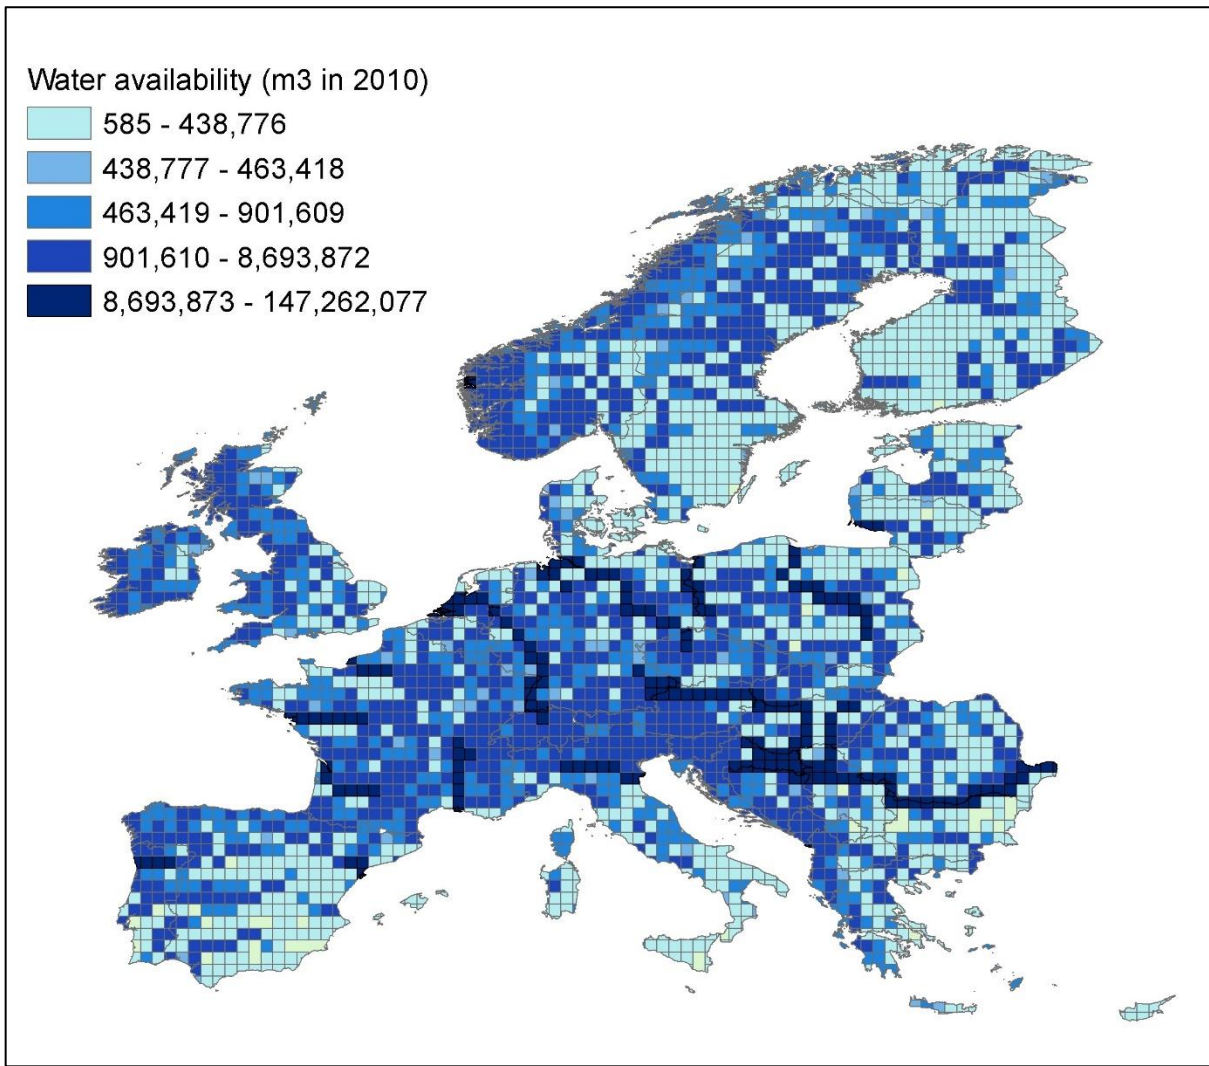 Water availability (m3 in 2010)
585 - 438,776
438,777 - 463,418
463,419 - 901,609
901,610 - 8,693,872
8,693,873 - 147,262,077